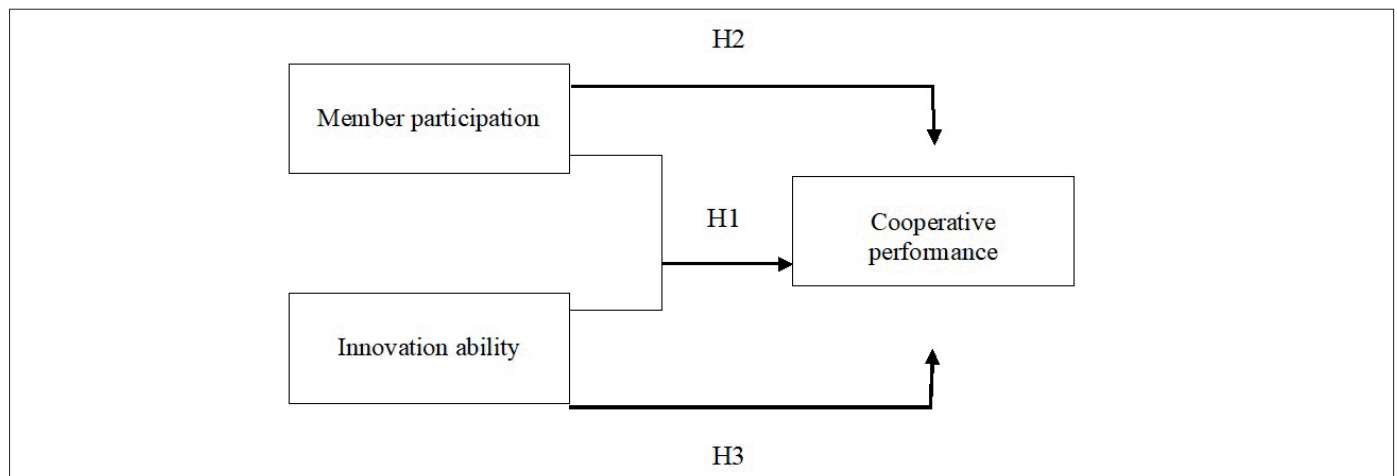 H2
Member participation
H1
Cooperative
performance
Innovation ability
H3